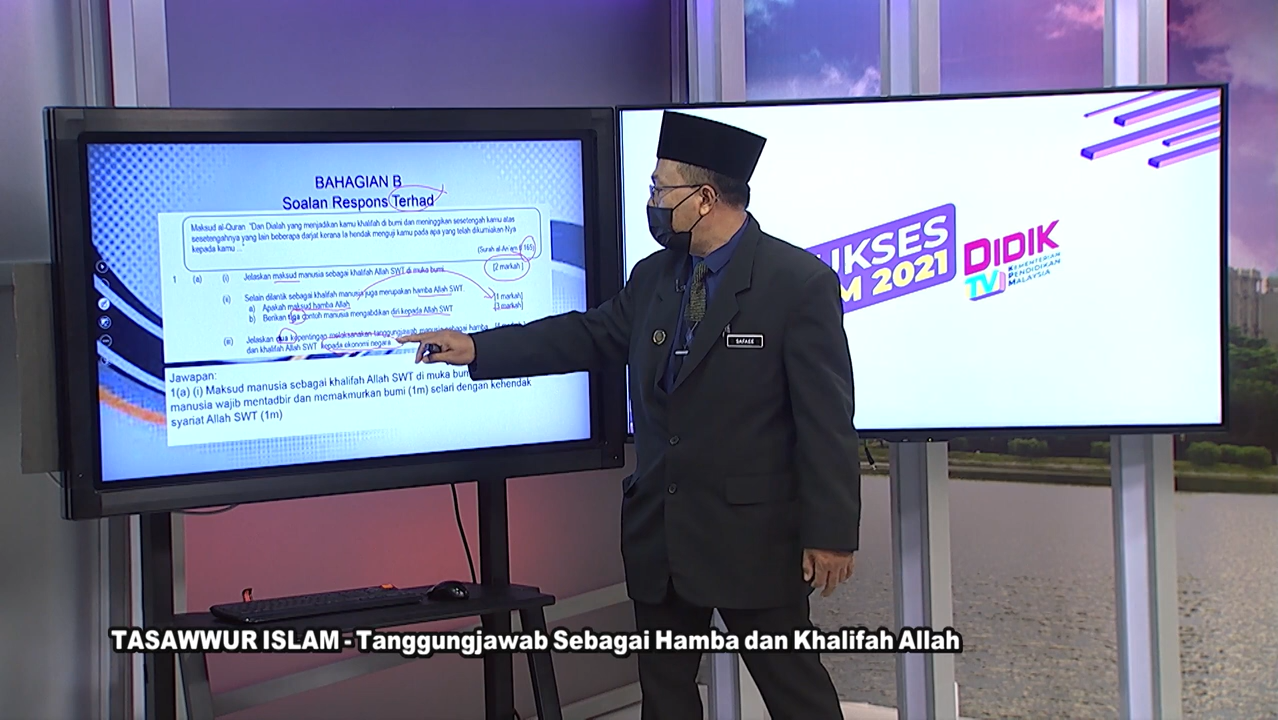 BAHAGIAN B
Soalan Respons Terhad
Maksud al-Quran "Dan Dialah yang menjadikan kamu khalifah di bumi dan meninggikan sesetengah kamu atas
sesetengahnya yang lain beberapa darjat kerana Ia hendak menguji kamu pada apa yang telah dikurniakan-Nya
kepada kamu ..."
(Surah al-An'am 165)
1 (a) (i) Jelaskan maksud manusia sebagai khalifah Allah SWT di muka bumi [2 markah]
(ii) Selain dilantik sebagai khalifah manusia juga merupakan hamba Allah SWT.
a) Apakah maksud hamba Allah [1 markah]
b) Berikan tiga contoh manusia mengabdikan diri kepada Allah SWT [3 markah]
(iii) Jelaskan dua kepentingan melaksanakan tanggungjawab manusia sebagai hamba
dan khalifah Allah SWT kepada ekonomi negara
Jawapan:
1(a) (i) Maksud manusia sebagai khalifah Allah SWT di muka
manusia wajib mentadbir dan memakmurkan bumi (1m) selari dengan kehendak
syariat Allah SWT (1m)
UKSES
M 2021
DIDIK
TV
KEMENTERIAN
PENDIDIKAN
MALAYSIA
SAFAEE
TASAWWUR ISLAM - Tanggungjawab Sebagai Hamba dan Khalifah Allah